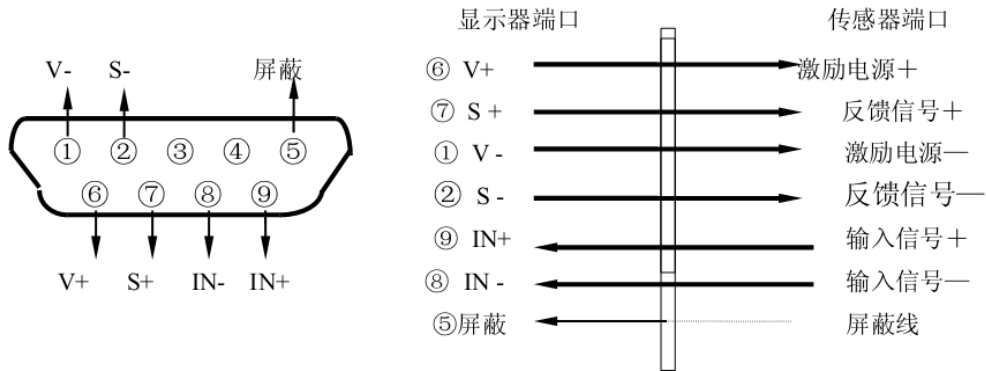 显示器端口 传感器端口
V- S- 屏蔽
① ② ③ ④ ⑤
⑥ ⑦ ⑧ ⑨
V+ S+ IN- IN+
⑥ V+ 激励电源＋
⑦ S + 反馈信号＋
① V - 激励电源—
② S - 反馈信号—
⑨ IN+ 输入信号＋
⑧ IN - 输入信号—
⑤屏蔽 屏蔽线